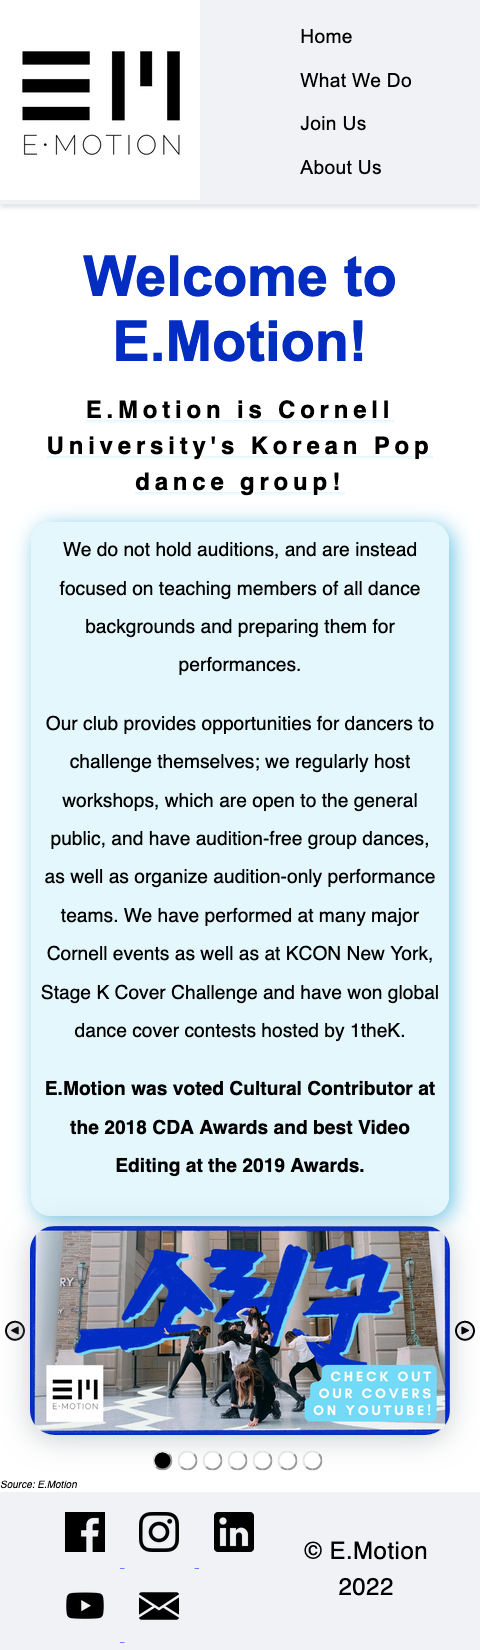 E·MOTION
Home
What We Do
Join Us
About Us
Welcome to
E.Motion!
E.Motion is Cornell
University's Korean Pop
dance group!
We do not hold auditions, and are instead
focused on teaching members of all dance
backgrounds and preparing them for
performances.
Our club provides opportunities for dancers to
challenge themselves; we regularly host
workshops, which are open to the general
public, and have audition-free group dances,
as well as organize audition-only performance
teams. We have performed at many major
Cornell events as well as at KCON New York,
Stage K Cover Challenge and have won global
dance cover contests hosted by 1theK.
E.Motion was voted Cultural Contributor at
the 2018 CDA Awards and best Video
Editing at the 2019 Awards.
소리꾼
RY
E·MOTION
CHECK OUT
OUR COVERS
ON YOUTUBE!
Source: E.Motion
© E.Motion
2022